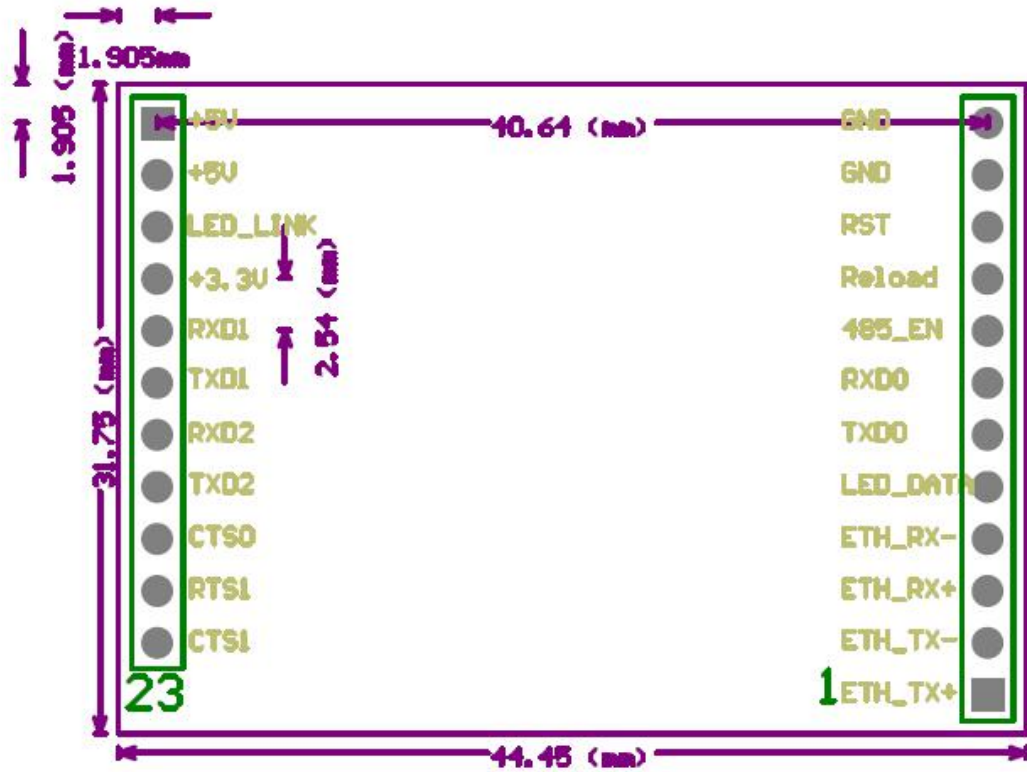 1.905mm
1.905 (mm)
+5V
40.64 (mm)
GND
+5V
GND
LED_LINK
RST
+3.3V
2.54 (mm)
Reload
RXD1
485_EN
TXD1
RXD0
31.75 (mm)
RXD2
TXD0
TXD2
LED_DATA
CTS0
ETH_RX-
RTS1
ETH_RX+
CTS1
ETH_TX-
23
1
ETH_TX+
44.45 (mm)